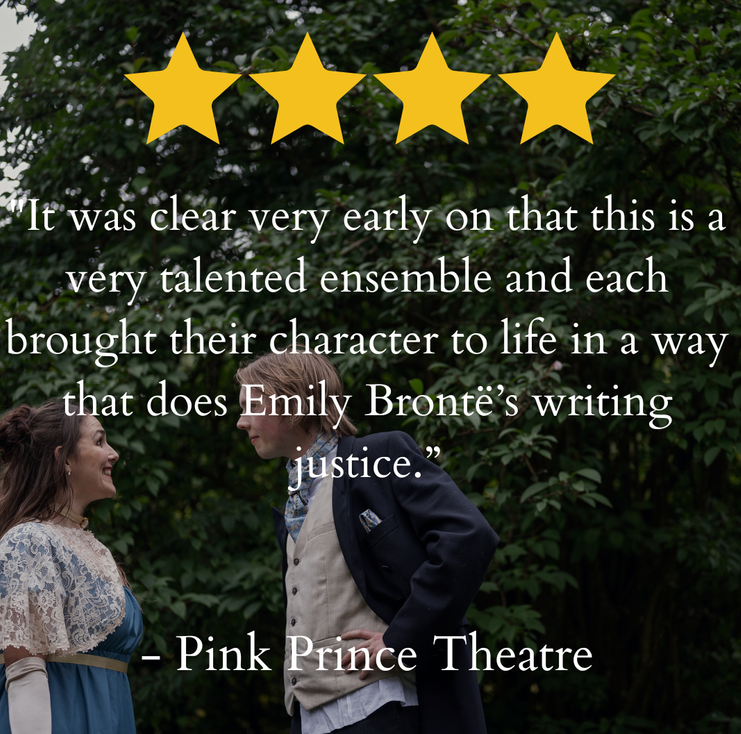 "It was clear very early on that this is a
very talented ensemble and each
brought their character to life in a way
that does Emily Brontë’s writing
justice.”
- Pink Prince Theatre